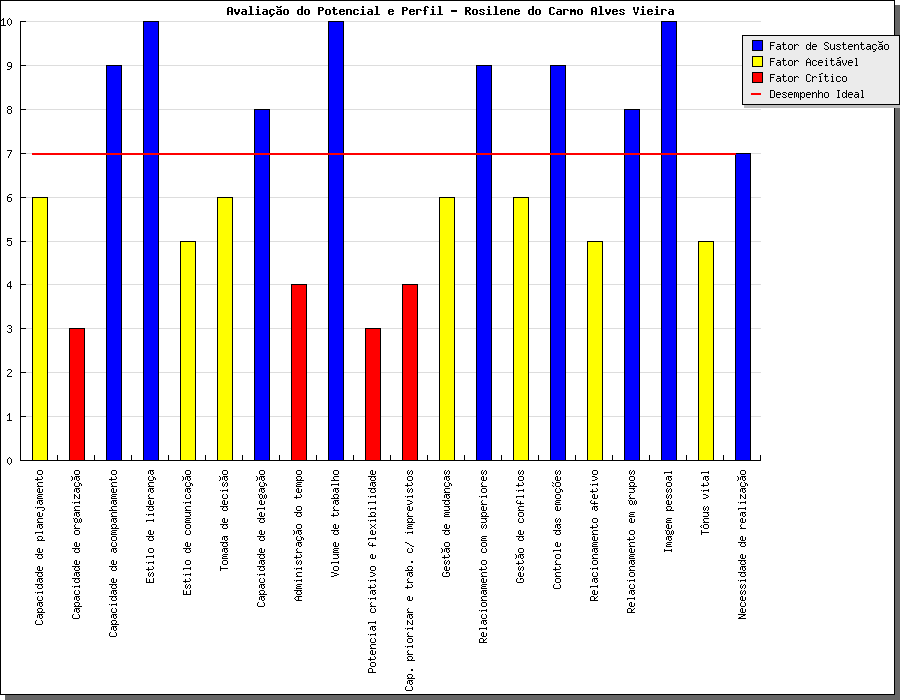 Avaliação do Potencial e Perfil - Rosilene do Carmo Alves Vieira
Fator de Sustentação
Fator Aceitável
Fator Crítico
Desempenho Ideal
10
9
8
7
6
5
4
3
2
1
0
Capacidade de planejamento
Capacidade de organização
Capacidade de acompanhamento
Estilo de liderança
Estilo de comunicação
Tomada de decisão
Capacidade de delegação
Administração do tempo
Volume de trabalho
Potencial criativo e flexibilidade
Cap. priorizar e trab. c/ imprevistos
Gestão de mudanças
Relacionamento com superiores
Gestão de conflitos
Controle das emoções
Relacionamento afetivo
Relacionamento em grupos
Imagem pessoal
Tônus vital
Necessidade de realização